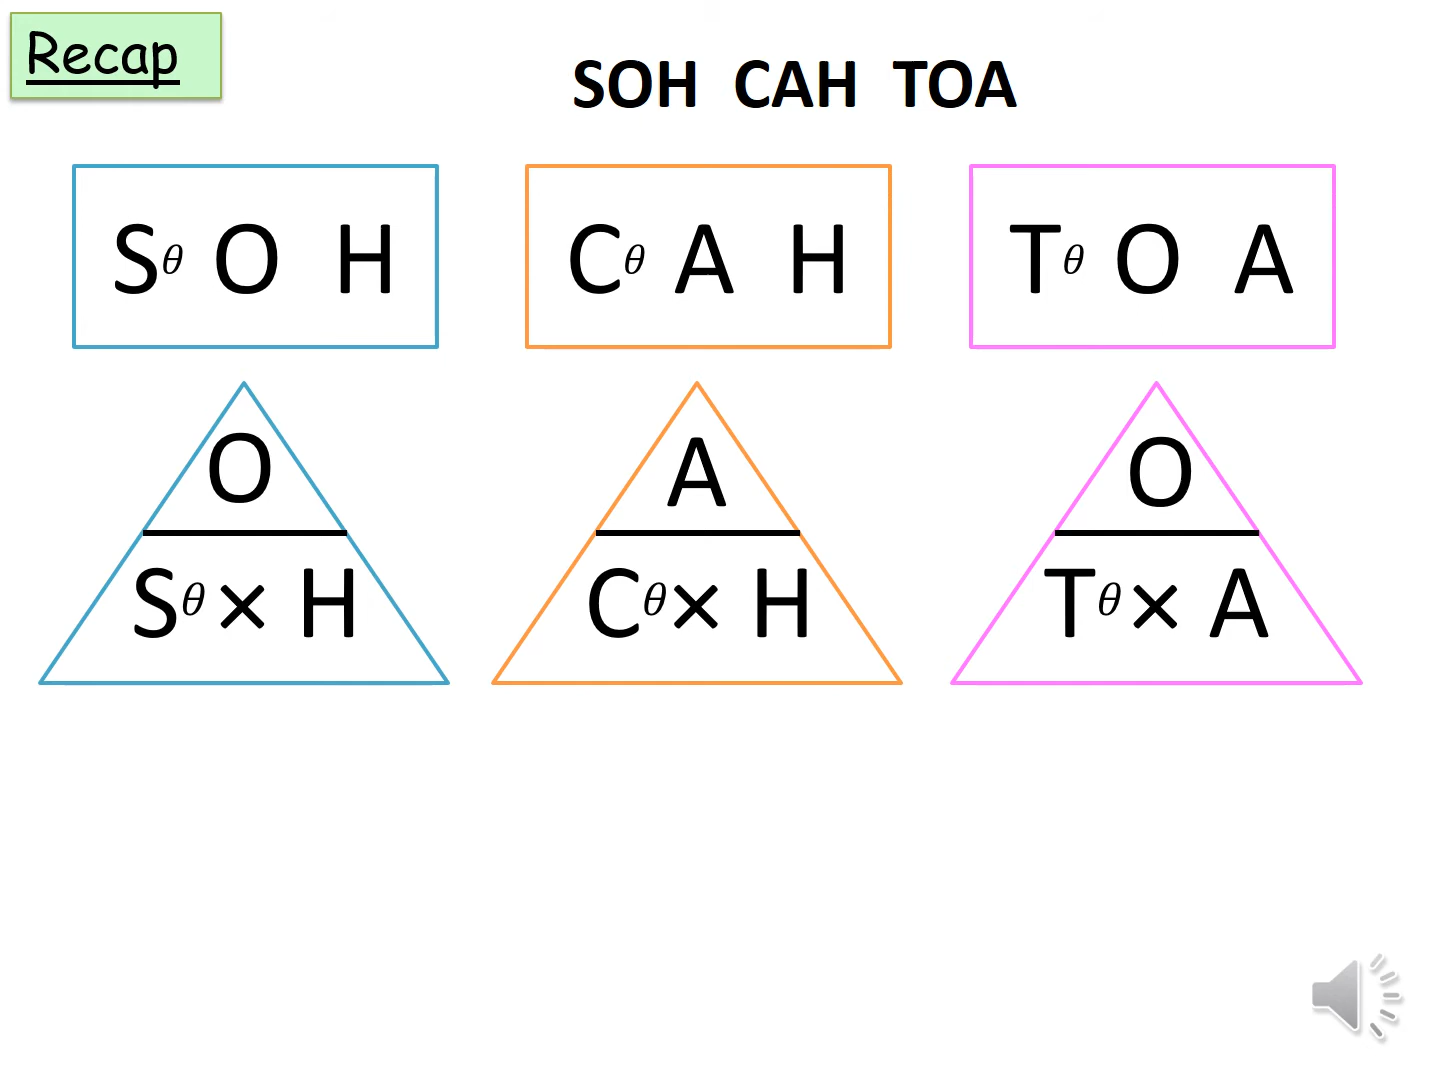 Recap
SOH CAH TOA
Sθ O H
Cθ A H
Tθ O A
O
Sθ × H
A
Cθ × H
O
Tθ × A